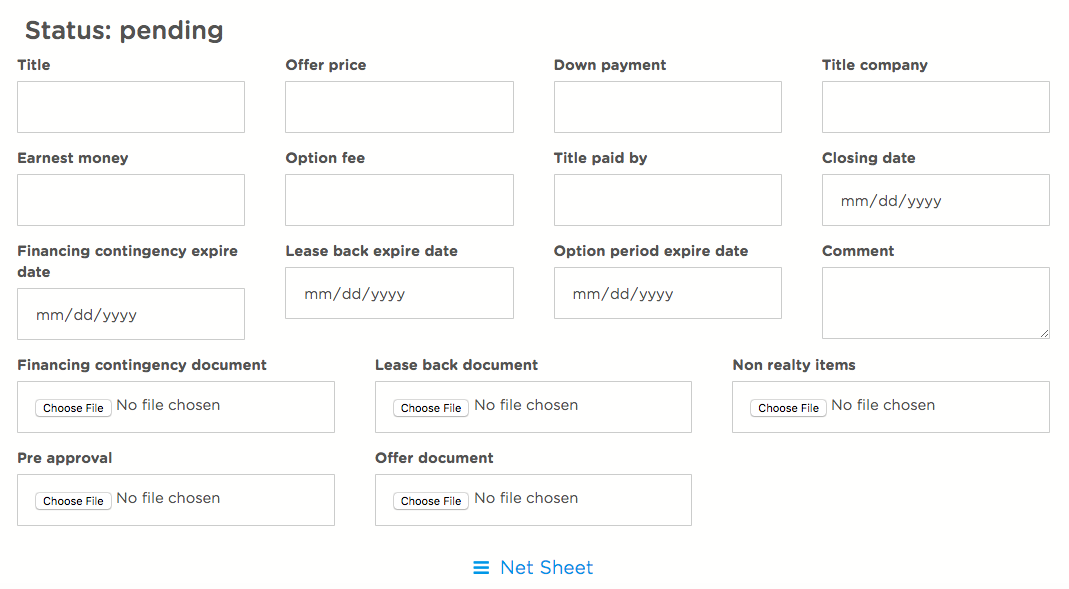 Status: pending
Title Offer price Down payment Title company
Earnest money Option fee Title paid by Closing date
mm/dd/yyyy
Financing contingency expire date Lease back expire date Option period expire date Comment
mm/dd/yyyy mm/dd/yyyy mm/dd/yyyy
Financing contingency document Lease back document Non realty items
Choose File No file chosen Choose File No file chosen Choose File No file chosen
Pre approval Offer document
Choose File No file chosen Choose File No file chosen
Net Sheet